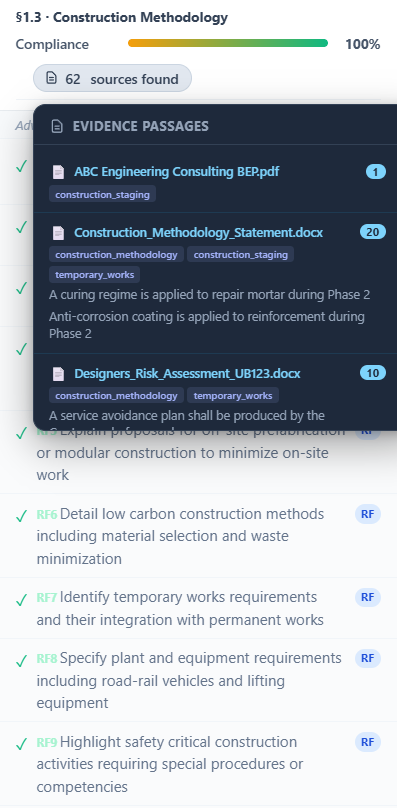 §1.3 · Construction Methodology
Compliance 100%
62 sources found
Adv
EVIDENCE PASSAGES
ABC Engineering Consulting BEP.pdf 1
construction_staging
Construction_Methodology_Statement.docx 20
construction_methodology construction_staging
temporary_works
A curing regime is applied to repair mortar during Phase 2
Anti-corrosion coating is applied to reinforcement during
Phase 2
Designers_Risk_Assessment_UB123.docx 10
construction_methodology temporary_works
A service avoidance plan shall be produced by the
RF5 Explain proposals for off-site prefabrication RF
or modular construction to minimize on-site
work
RF6 Detail low carbon construction methods RF
including material selection and waste
minimization
RF7 Identify temporary works requirements RF
and their integration with permanent works
RF8 Specify plant and equipment requirements RF
including road-rail vehicles and lifting
equipment
RF9 Highlight safety critical construction RF
activities requiring special procedures or
competencies